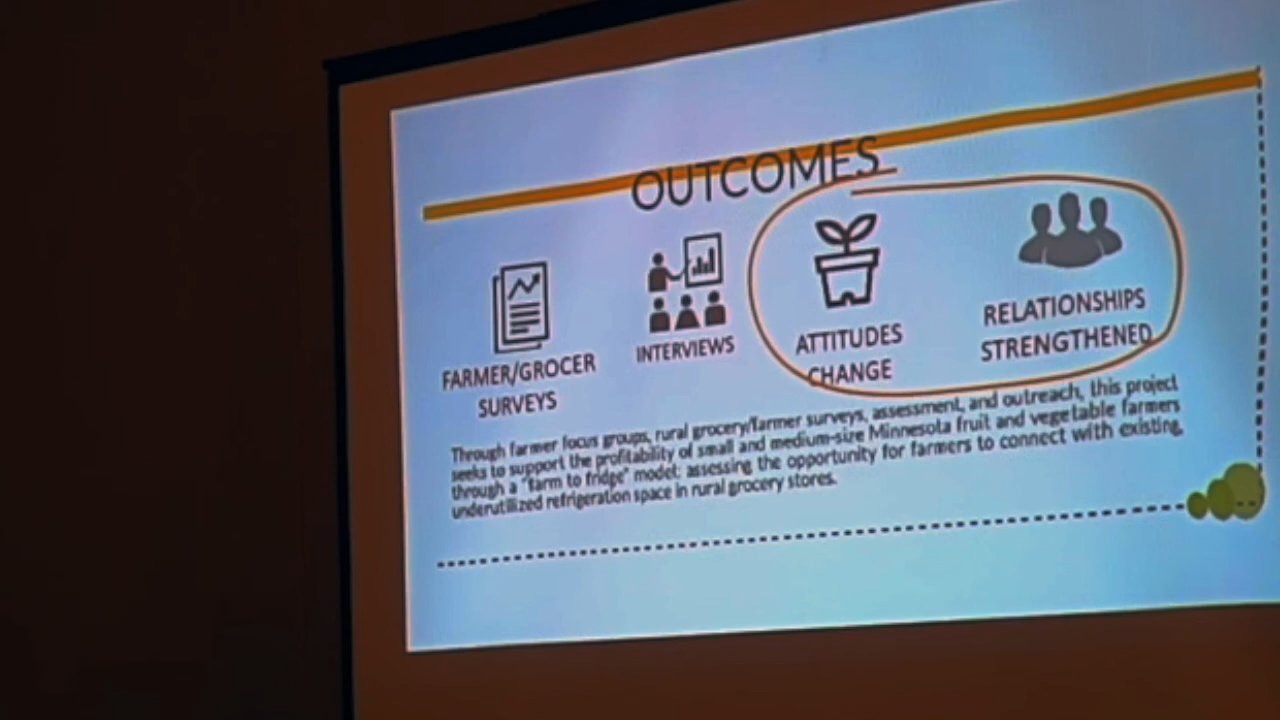 OUTCOMES
FARMER/GROCER
SURVEYS
INTERVIEWS
ATTITUDES
CHANGE
RELATIONSHIPS
STRENGTHENED
Through farmer focus groups, rural grocery/farmer surveys, assessment, and outreach, this project
seeks to support the profitability of small and medium-size Minnesota fruit and vegetable farmers
through a "farm to fridge" model: assessing the opportunity for farmers to connect with existing,
underutilized refrigeration space in rural grocery stores.